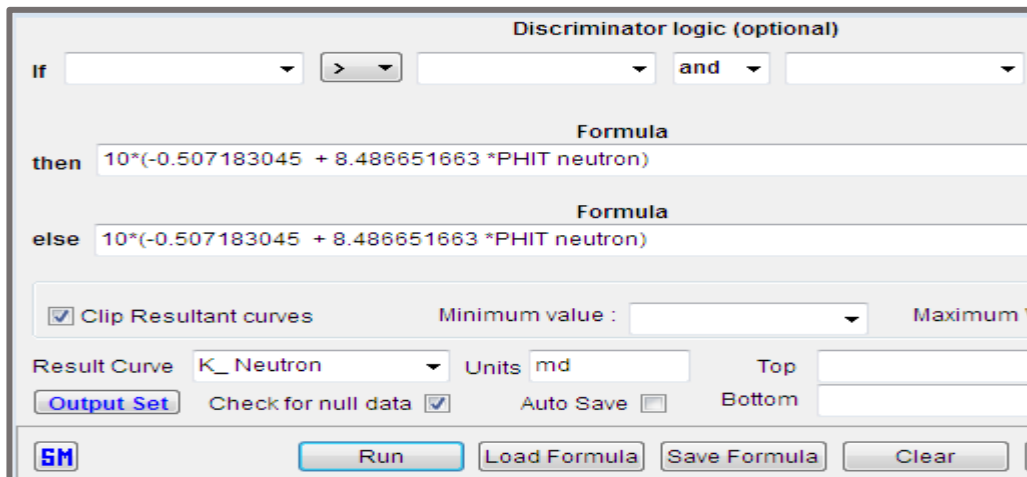 Discriminator logic (optional)
If > and
Formula
then 10*(-0.507183045 + 8.486651663 *PHIT neutron)
Formula
else 10*(-0.507183045 + 8.486651663 *PHIT neutron)
Clip Resultant curves Minimum value : Maximum
Result Curve K_ Neutron Units md Top
Output Set Check for null data Auto Save Bottom
SM Run Load Formula Save Formula Clear